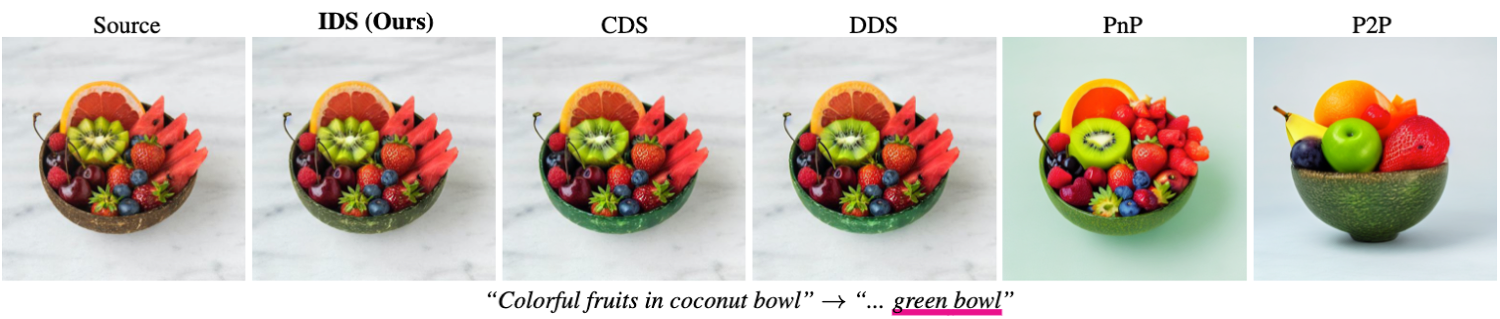 Source IDS (Ours) CDS DDS PnP P2P
“Colorful fruits in coconut bowl” → “... green bowl”